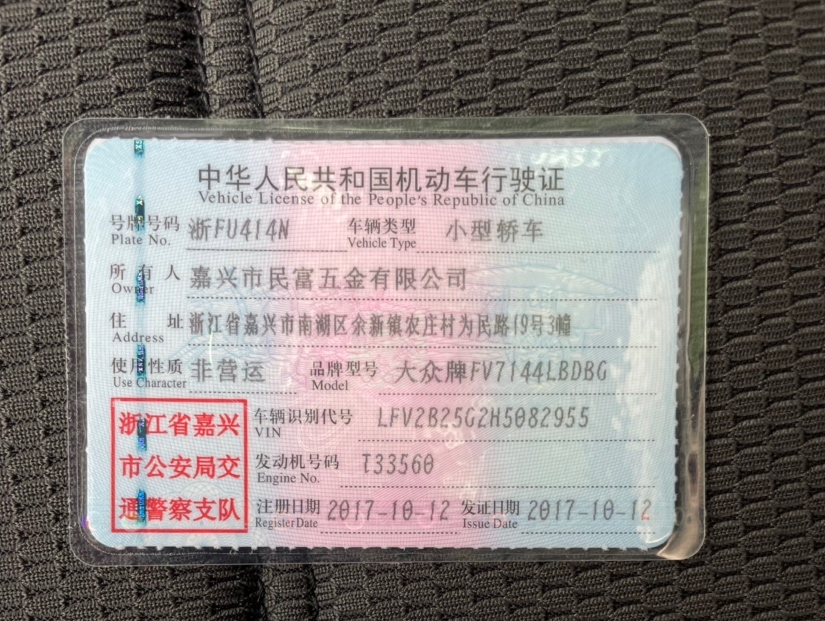 中华人民共和国机动车行驶证
Vehicle License of the People's Republic of China
号牌号码 浙FU414N 车辆类型 小型轿车
Plate No. Vehicle Type
所有人 嘉兴市民富五金有限公司
Owner
住址 浙江省嘉兴市南湖区余新镇农庄村为民路19号3幢
Address
使用性质 非营运 品牌型号 大众牌FV7144LBDBG
Use Character Model
浙江省嘉兴
市公安局交
通警察支队
车辆识别代号 LFV2B25G2H5082955
VIN
发动机号码 T33560
Engine No.
注册日期 2017-10-12 发证日期 2017-10-12
Register Date Issue Date